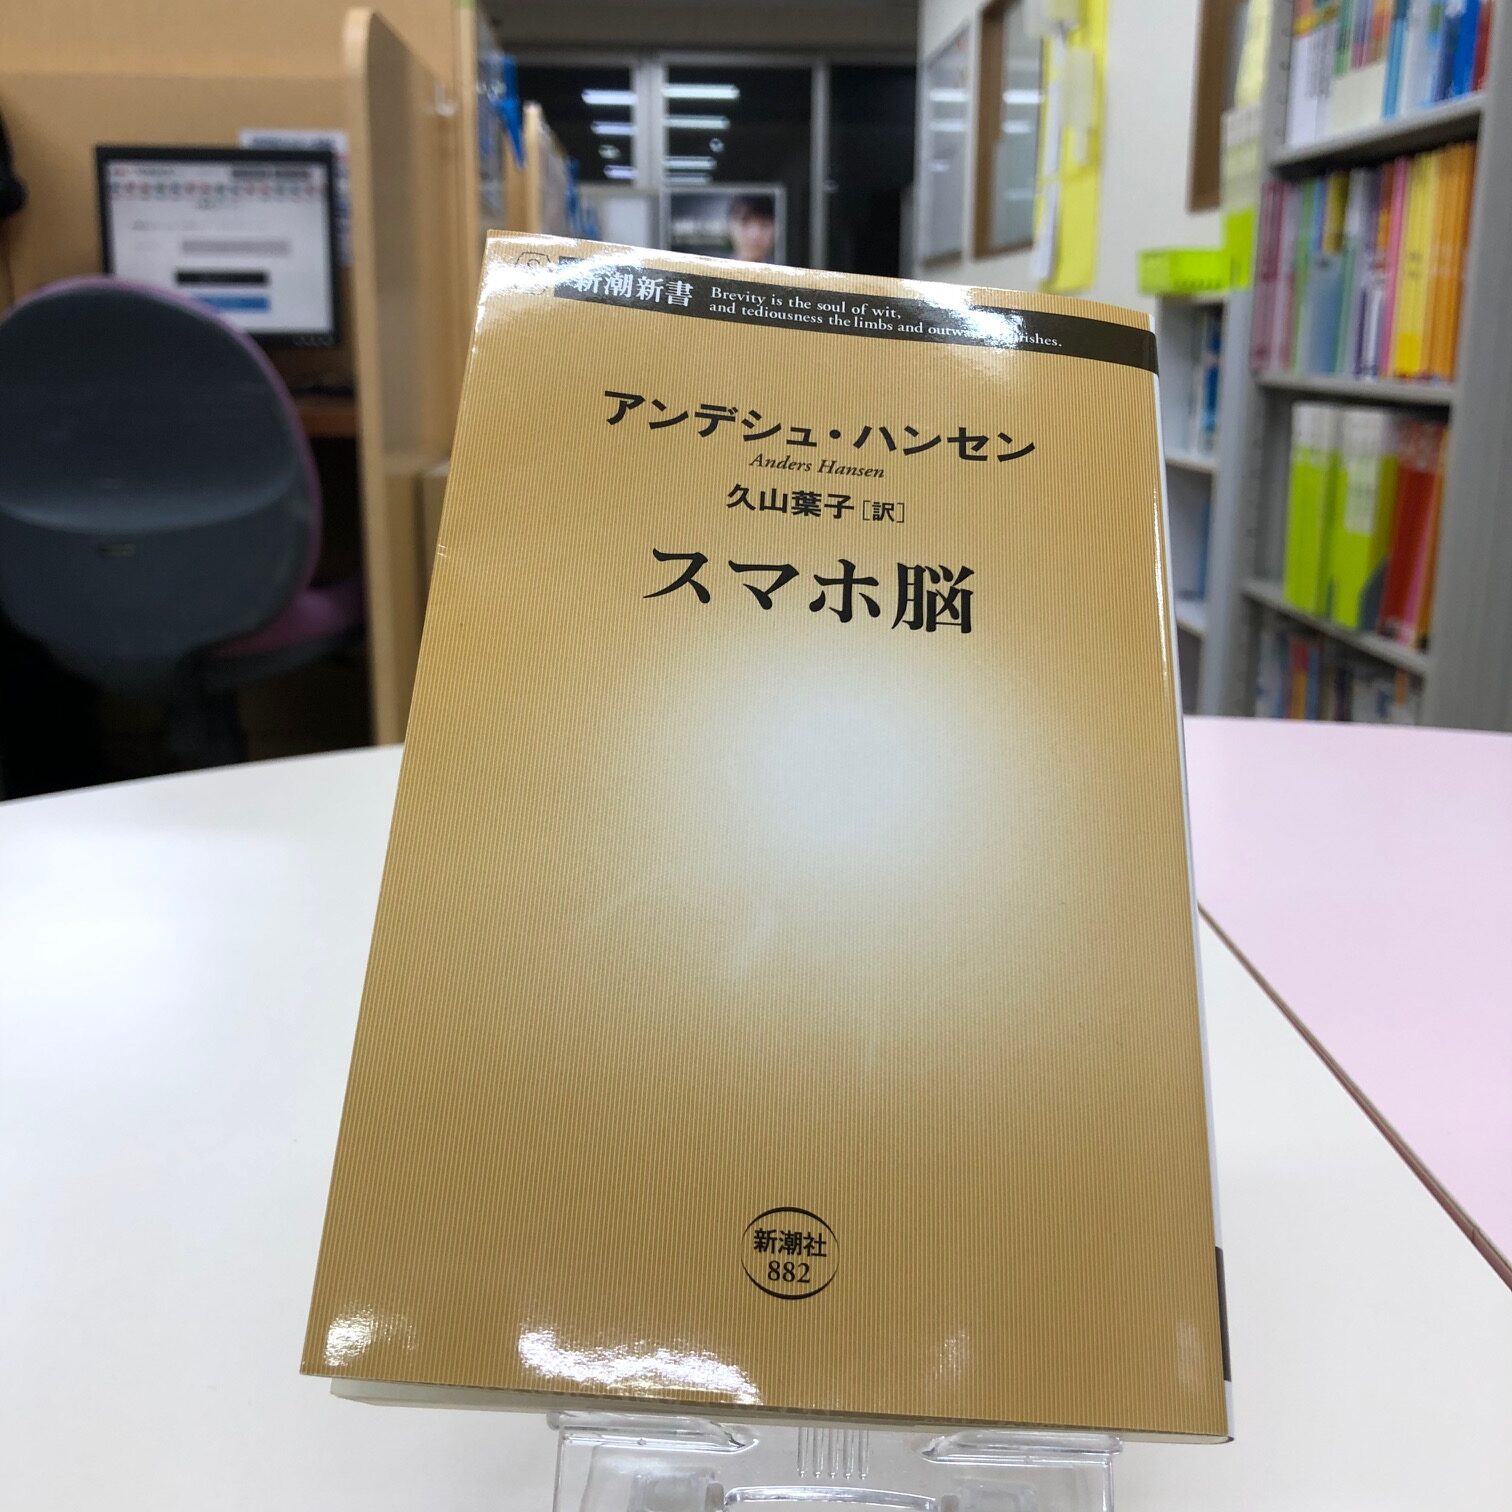 新潮新書
Brevity is the soul of wit,
and tediousness the limbs and
アンデシュ・ハンセン
Anders Hansen
久山葉子[訳]
スマホ脳
新潮社
882